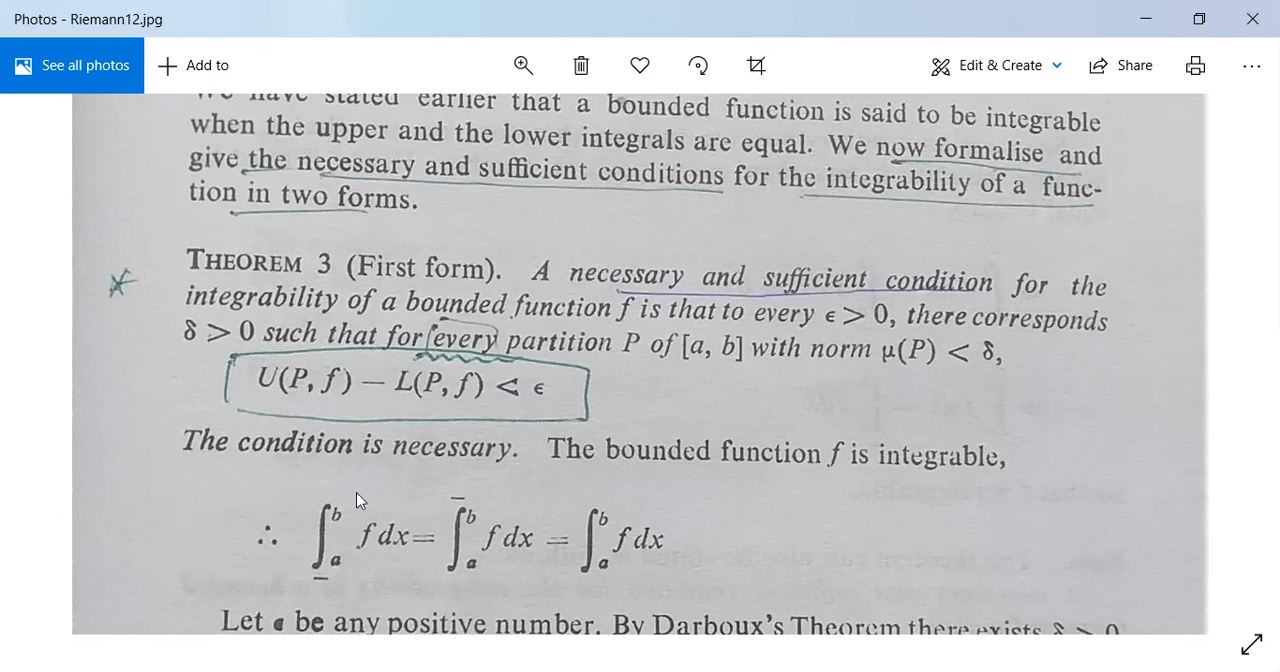 Photos - Riemann12.jpg
See all photos
Add to
Edit & Create
Share
We have stated earlier that a bounded function is said to be integrable
when the upper and the lower integrals are equal. We now formalise and
give the necessary and sufficient conditions for the integrability of a func-
tion in two forms.
THEOREM 3 (First form). A necessary and sufficient condition for the
integrability of a bounded function f is that to every ϵ > 0, there corresponds
δ > 0 such that for every partition P of [a, b] with norm μ(P) < δ,
U(P, f) − L(P, f) < ϵ
The condition is necessary. The bounded function f is integrable,
∴ ∫_a^b f dx = ∫̄_a^b f dx = ∫_a^b f dx
Let ϵ be any positive number. By Darboux's Theorem there exists δ > 0